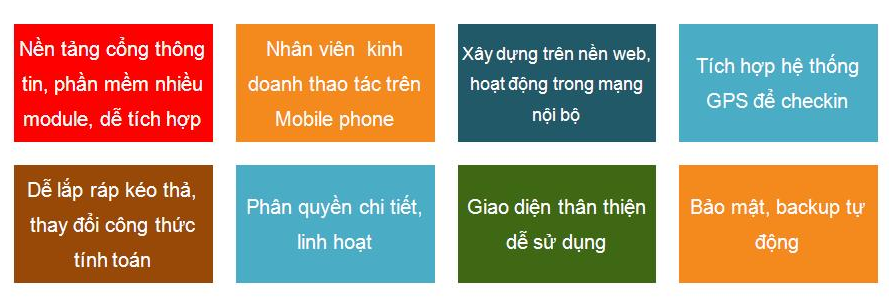 Nền tảng cổng thông
tin, phần mềm nhiều
module, dễ tích hợp
Nhân viên kinh
doanh thao tác trên
Mobile phone
Xây dựng trên nền web,
hoạt động trong mạng
nội bộ
Tích hợp hệ thống
GPS để checkin
Dễ lắp ráp kéo thả,
thay đổi công thức
tính toán
Phân quyền chi tiết,
linh hoạt
Giao diện thân thiện
dễ sử dụng
Bảo mật, backup tự
động